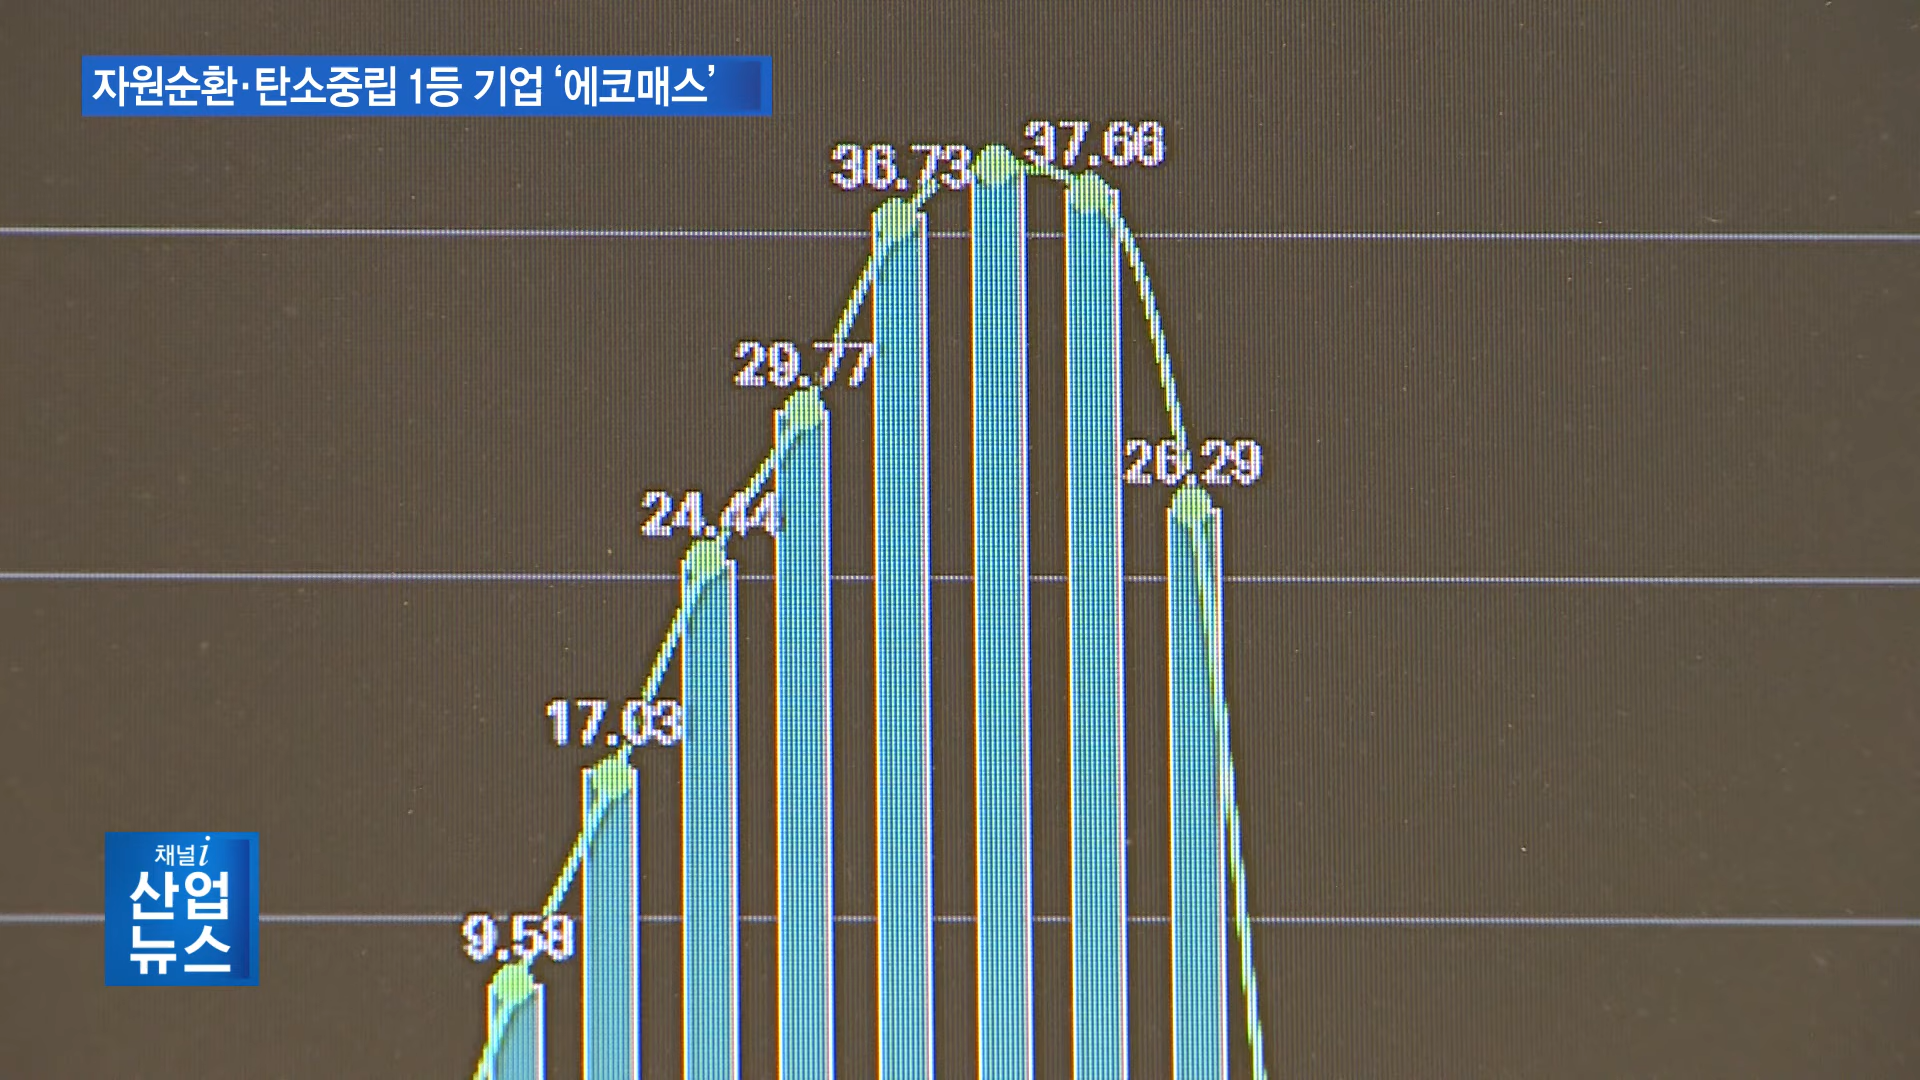 자원순환·탄소중립 1등 기업 ‘에코매스’
37.66
36.73
29.77
26.29
24.44
17.03
9.58
채널i
산업
뉴스